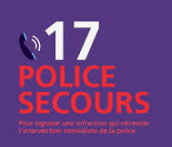 17
POLICE
SECOURS
Pour signaler une infraction qui nécessite
l'intervention immédiate de la police